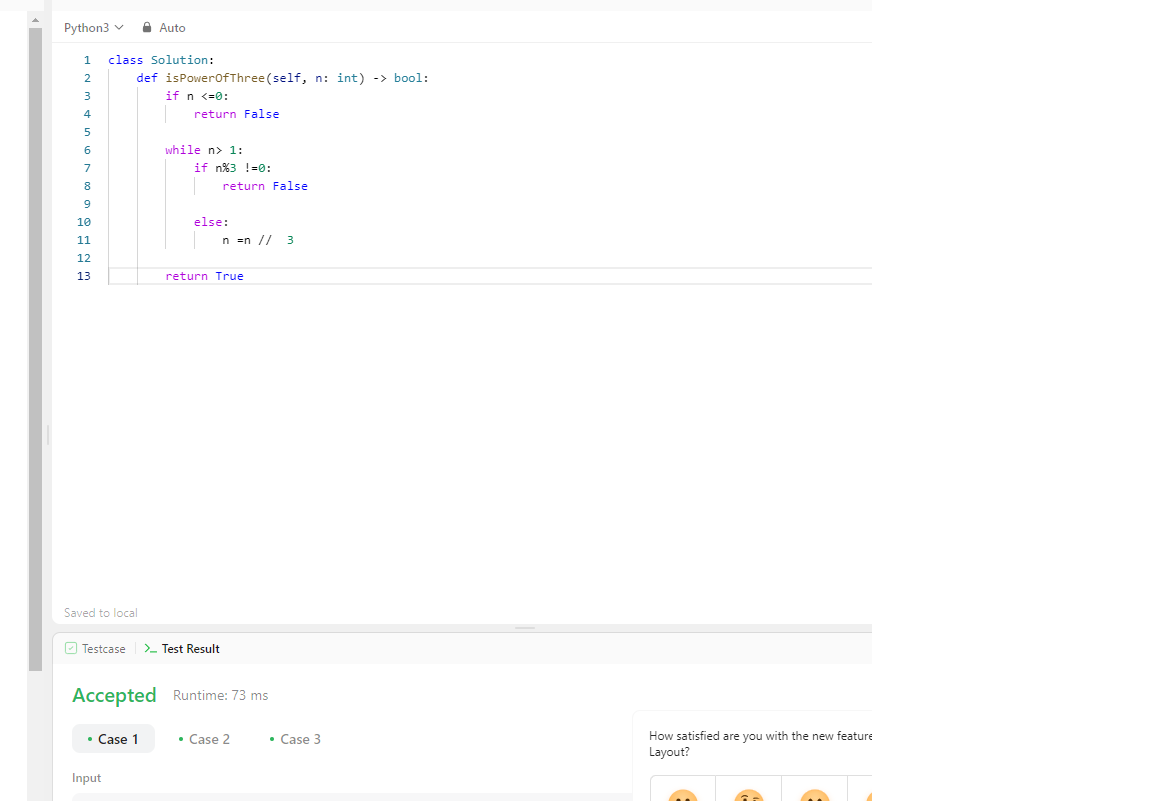 Python3 Auto
1 class Solution:
2     def isPowerOfThree(self, n: int) -> bool:
3         if n <=0:
4             return False
5
6         while n> 1:
7             if n%3 !=0:
8                 return False
9
10             else:
11                 n =n //  3
12
13         return True
Saved to local
Testcase >_ Test Result
Accepted Runtime: 73 ms
• Case 1 • Case 2 • Case 3
How satisfied are you with the new feature
Layout?
Input